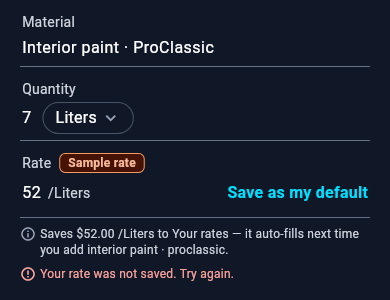 Material
Interior paint · ProClassic
Quantity
7 Liters
Rate Sample rate
52 /Liters Save as my default
Saves $52.00 /Liters to Your rates — it auto-fills next time
you add interior paint · proclassic.
Your rate was not saved. Try again.